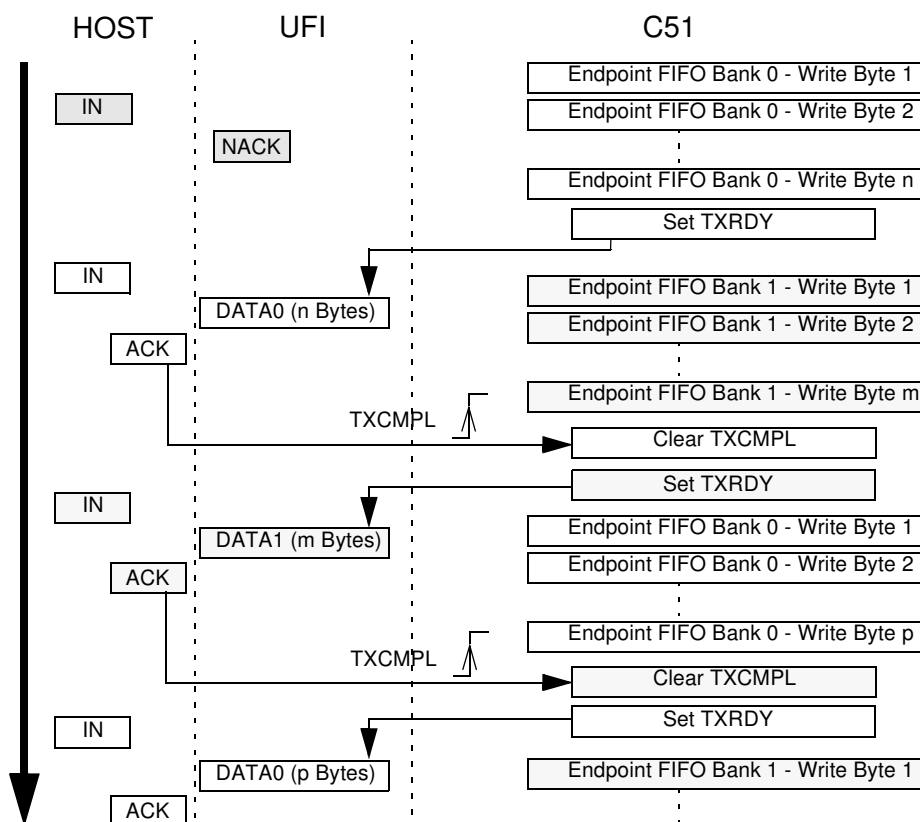 HOST UFI C51
Endpoint FIFO Bank 0 - Write Byte 1
IN
Endpoint FIFO Bank 0 - Write Byte 2
NACK
Endpoint FIFO Bank 0 - Write Byte n
Set TXRDY
IN
Endpoint FIFO Bank 1 - Write Byte 1
DATA0 (n Bytes)
Endpoint FIFO Bank 1 - Write Byte 2
ACK
Endpoint FIFO Bank 1 - Write Byte m
TXCMPL
Clear TXCMPL
Set TXRDY
IN
Endpoint FIFO Bank 0 - Write Byte 1
DATA1 (m Bytes)
Endpoint FIFO Bank 0 - Write Byte 2
ACK
Endpoint FIFO Bank 0 - Write Byte p
TXCMPL
Clear TXCMPL
Set TXRDY
IN
DATA0 (p Bytes)
Endpoint FIFO Bank 1 - Write Byte 1
ACK